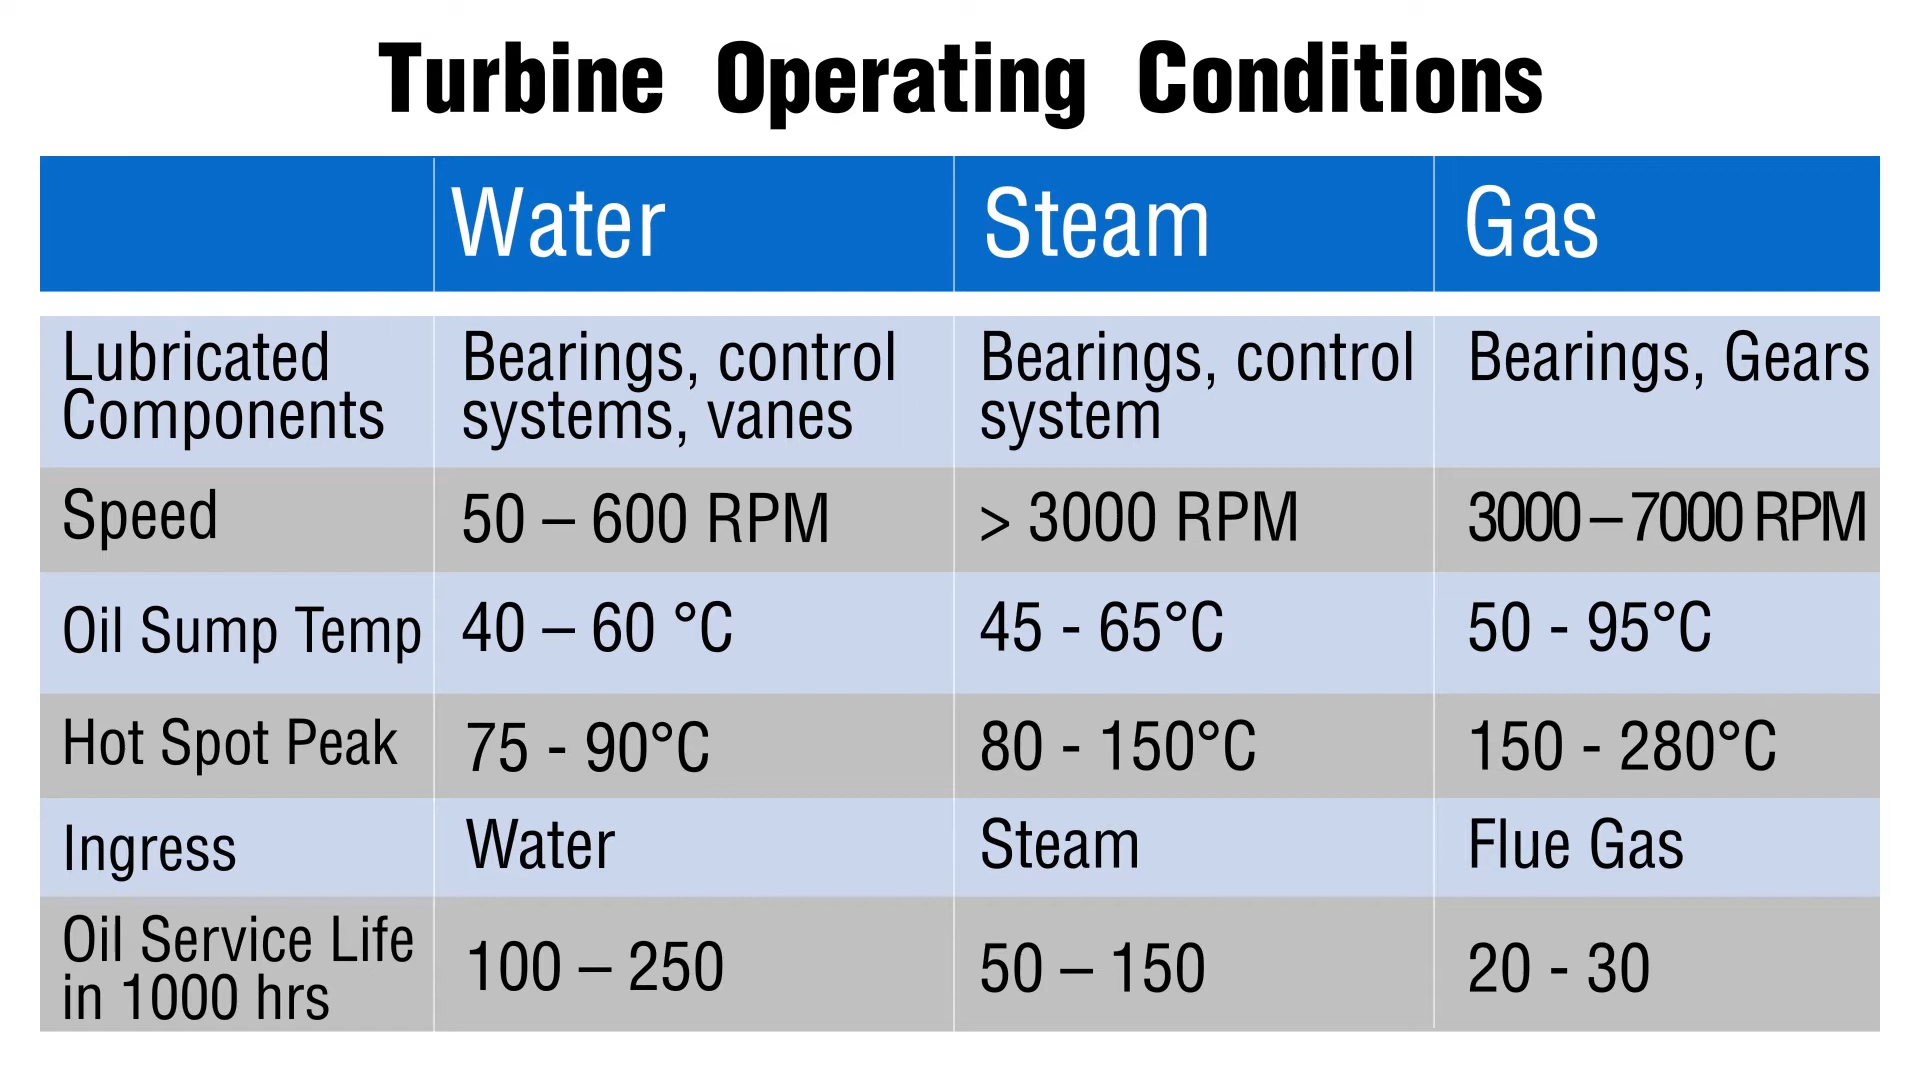 Turbine Operating Conditions
Water Steam Gas
Lubricated Components Bearings, control systems, vanes Bearings, control system Bearings, Gears
Speed 50 – 600 RPM > 3000 RPM 3000 – 7000 RPM
Oil Sump Temp 40 – 60 °C 45 - 65°C 50 - 95°C
Hot Spot Peak 75 - 90°C 80 - 150°C 150 - 280°C
Ingress Water Steam Flue Gas
Oil Service Life in 1000 hrs 100 – 250 50 – 150 20 - 30